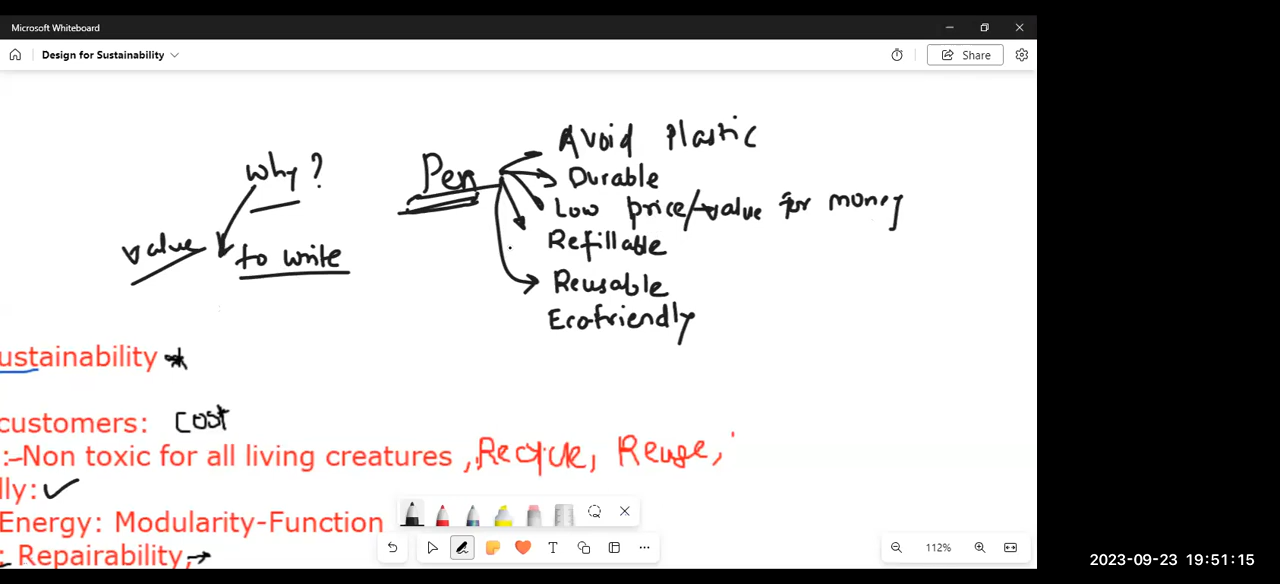 Microsoft Whiteboard
Design for Sustainability
Share
Avoid Plastic
why?
Pen
Durable
Low price/value for money
value
to write
Refillable
Reusable
Ecofriendly
ustainability
customers: cost
:-Non toxic for all living creatures, Recycle, Reuse,
lly:
Energy: Modularity-Function
: Repairability,
112%
2023-09-23 19:51:15